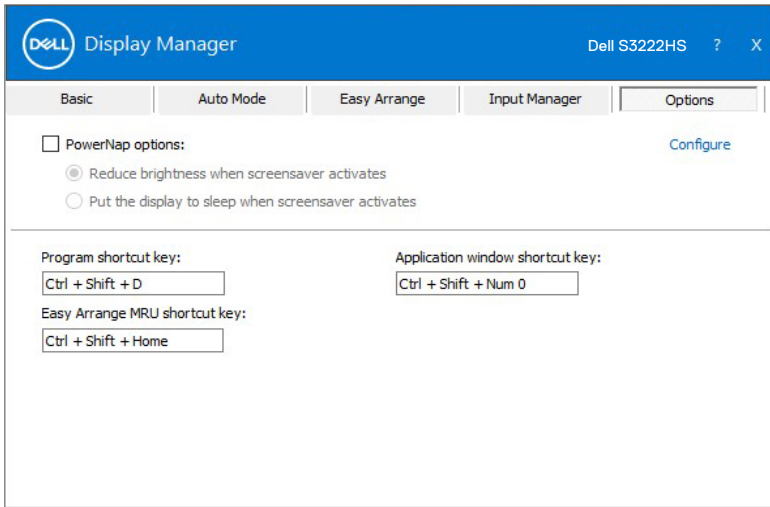 DELL Display Manager Dell S3222HS ? X
Basic Auto Mode Easy Arrange Input Manager Options
PowerNap options: Configure
Reduce brightness when screensaver activates
Put the display to sleep when screensaver activates
Program shortcut key: Application window shortcut key:
Ctrl + Shift + D Ctrl + Shift + Num 0
Easy Arrange MRU shortcut key:
Ctrl + Shift + Home